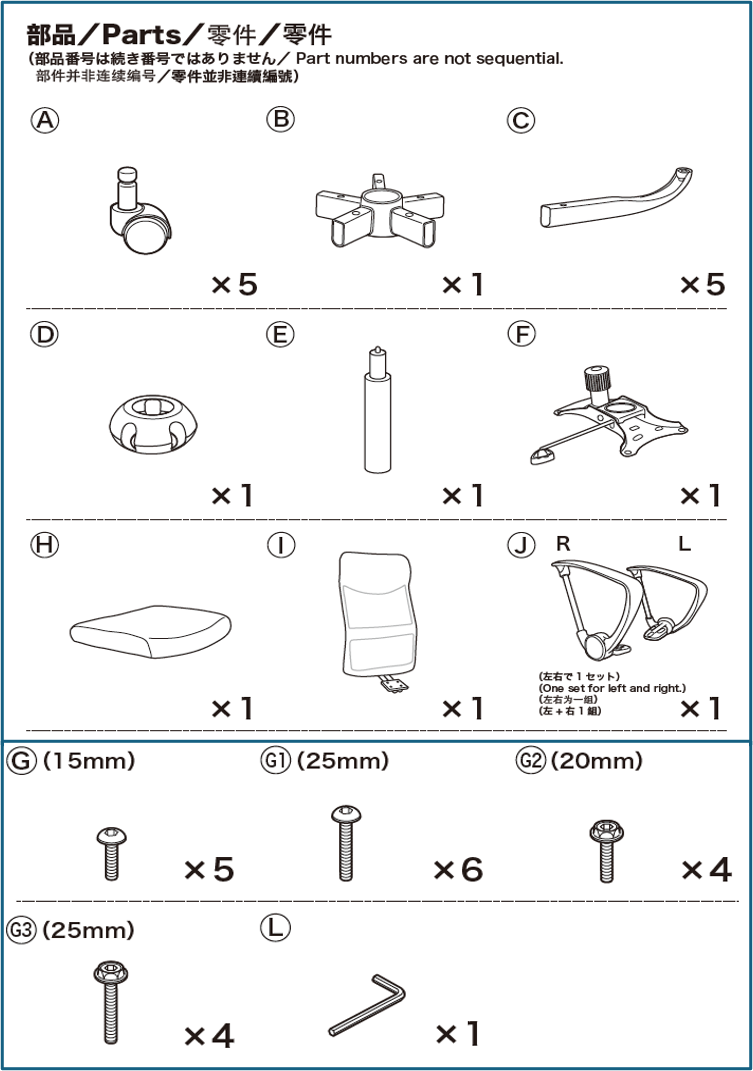 部品／Parts／零件／零件
（部品番号は続き番号ではありません／ Part numbers are not sequential.
部件并非连续编号／零件並非連續編號）
Ⓐ Ⓑ Ⓒ
×5 ×1 ×5
Ⓓ Ⓔ Ⓕ
×1 ×1 ×1
Ⓗ Ⓘ Ⓙ R L
(左右で1セット)
(One set for left and right.)
(左右为一组)
(左+右1組)
×1 ×1 ×1
Ⓖ (15mm) G1 (25mm) G2 (20mm)
×5 ×6 ×4
G3 (25mm) Ⓛ
×4 ×1